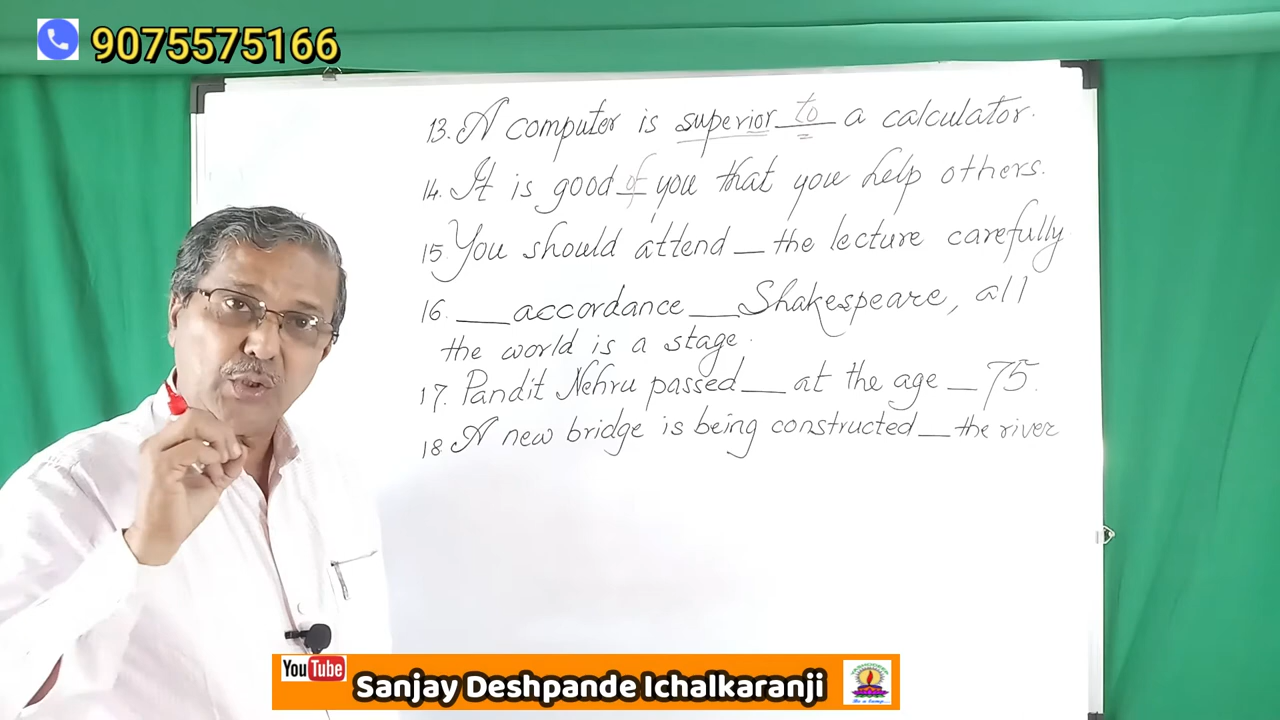 9075575166
13. A computer is superior to a calculator.
14. It is good of you that you help others.
15. You should attend __ the lecture carefully
16. __ accordance __ Shakespeare, all
the world is a stage.
17. Pandit Nehru passed __ at the age __ 75.
18 A new bridge is being constructed __ the river
YouTube
Sanjay Deshpande Ichalkaranji